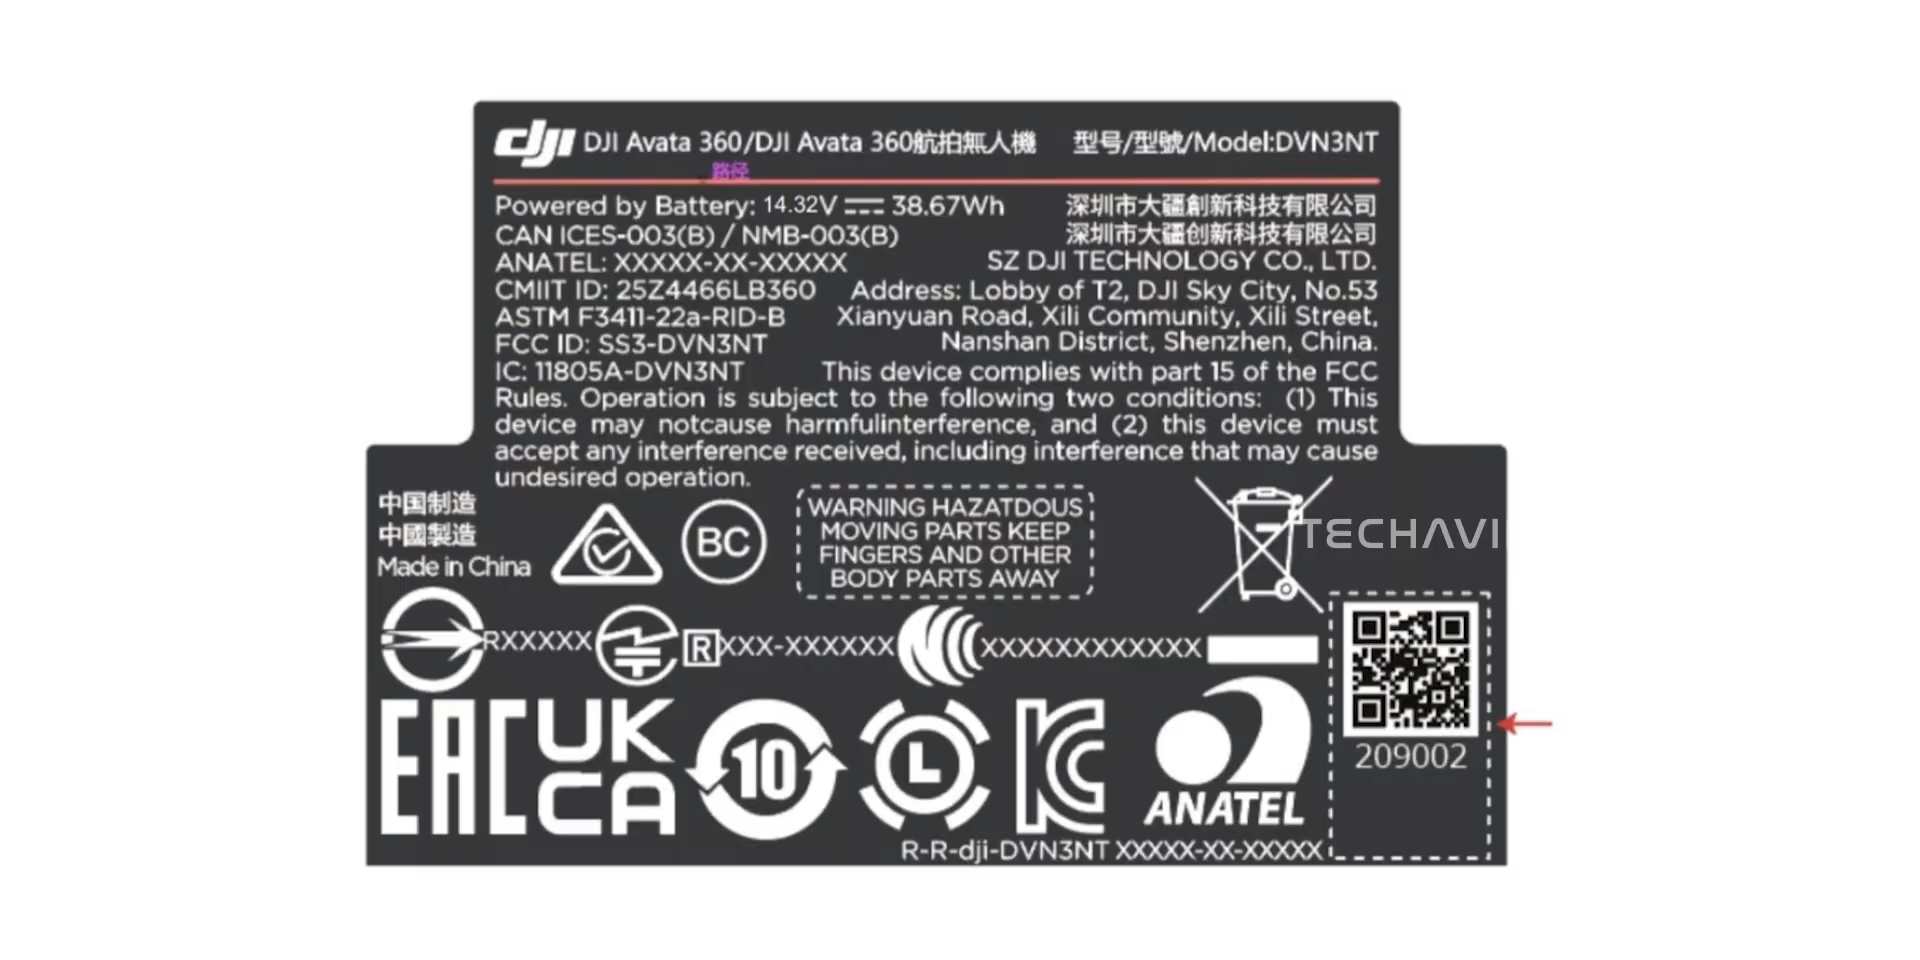 dji DJI Avata 360/DJI Avata 360航拍無人機 型号/型號/Model:DVN3NT
路径
Powered by Battery: 14.32V 38.67Wh
深圳市大疆創新科技有限公司
CAN ICES-003(B) / NMB-003(B)
深圳市大疆创新科技有限公司
ANATEL: XXXXX-XX-XXXXX
SZ DJI TECHNOLOGY CO., LTD.
CMIIT ID: 25Z4466LB360
Address: Lobby of T2, DJI Sky City, No.53
ASTM F3411-22a-RID-B
Xianyuan Road, Xili Community, Xili Street,
FCC ID: SS3-DVN3NT
Nanshan District, Shenzhen, China.
IC: 11805A-DVN3NT
This device complies with part 15 of the FCC
Rules. Operation is subject to the following two conditions: (1) This
device may notcause harmfulinterference, and (2) this device must
accept any interference received, including interference that may cause
undesired operation.
中国制造
中國製造
Made in China
BC
WARNING HAZATDOUS
MOVING PARTS KEEP
FINGERS AND OTHER
BODY PARTS AWAY
TECHAVI
RXXXXX
R XXX-XXXXXX
XXXXXXXXXXXX
209002
EAC
UK
CA
10
L
KC
ANATEL
R-R-dji-DVN3NT XXXXX-XX-XXXXX